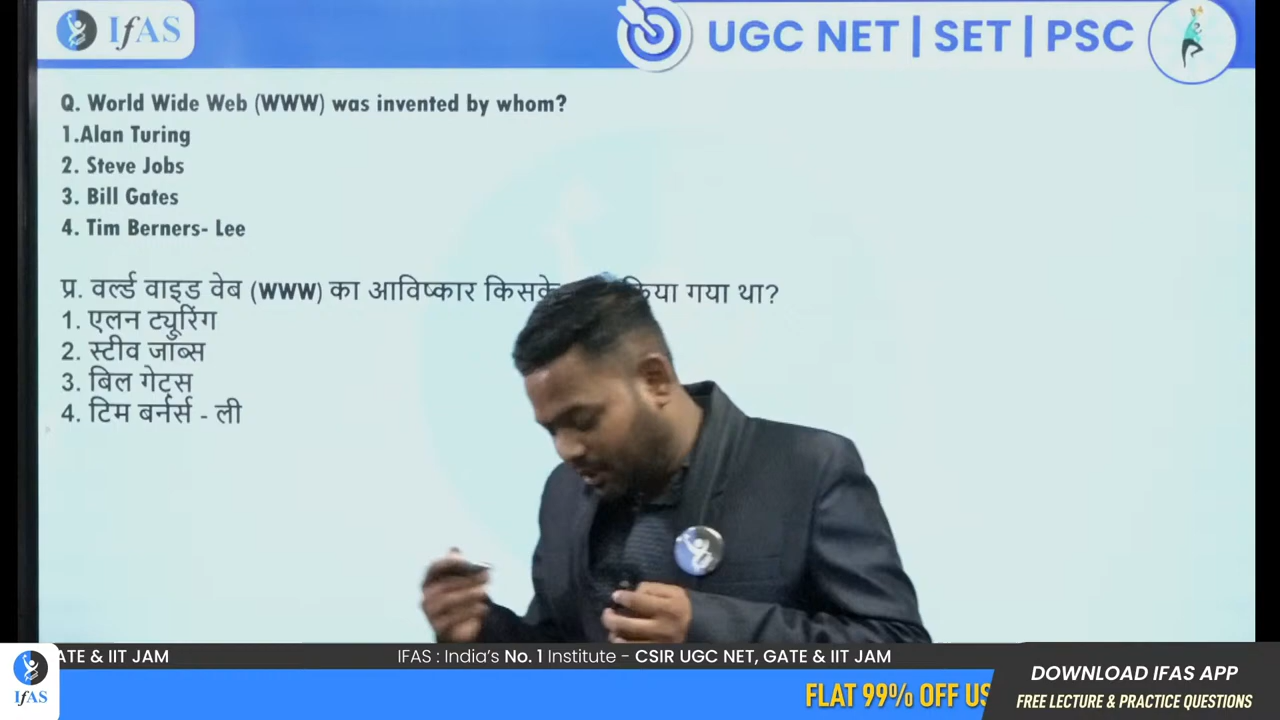 IfAS
UGC NET | SET | PSC
Q. World Wide Web (WWW) was invented by whom?
1.Alan Turing
2. Steve Jobs
3. Bill Gates
4. Tim Berners- Lee
प्र. वर्ल्ड वाइड वेब (WWW) का आविष्कार किसके किया गया था?
1. एलन ट्यूरिंग
2. स्टीव जॉब्स
3. बिल गेट्स
4. टिम बर्नर्स - ली
ATE & IIT JAM
IFAS : India's No. 1 Institute - CSIR UGC NET, GATE & IIT JAM
DOWNLOAD IFAS APP
IfAS
FLAT 99% OFF
FREE LECTURE & PRACTICE QUESTIONS